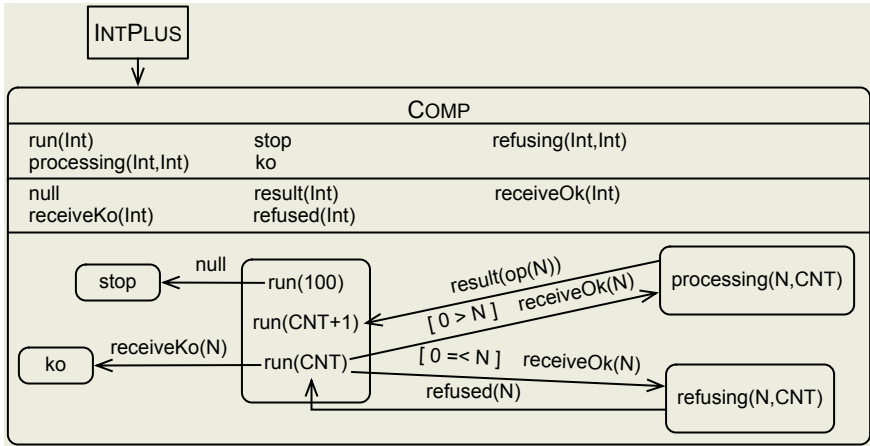 INTPLUS
COMP
run(Int) stop refusing(Int,Int)
processing(Int,Int) ko
null result(Int) receiveOk(Int)
receiveKo(Int) refused(Int)
stop null run(100) result(op(N)) processing(N,CNT)
run(CNT+1) [ 0 > N ] receiveOk(N)
ko receiveKo(N) run(CNT) [ 0 =< N ] receiveOk(N)
refused(N) refusing(N,CNT)